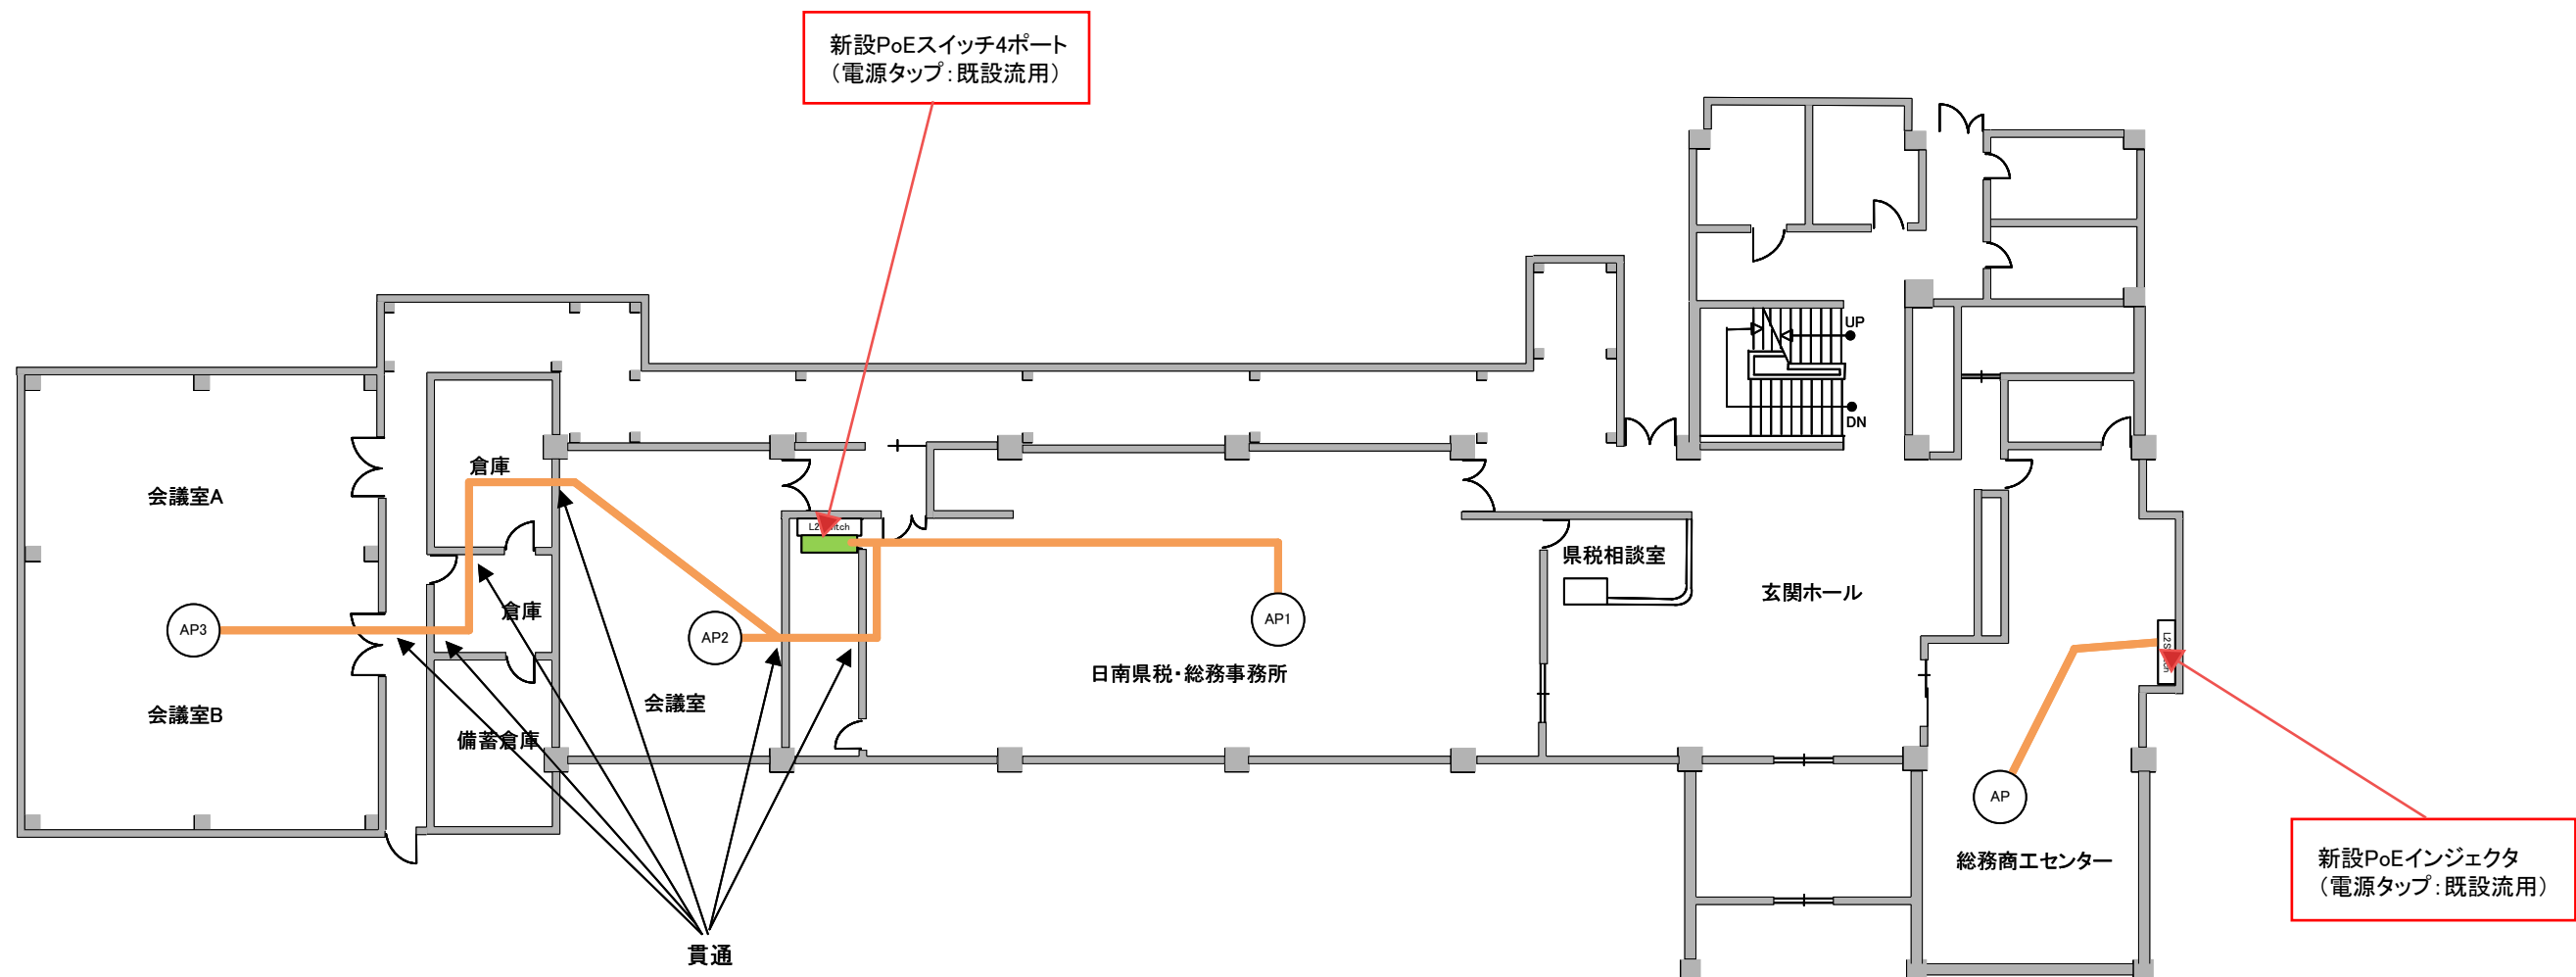 新設PoEスイッチ4ポート
（電源タップ：既設流用）
UP
DN
倉庫
会議室A
県税相談室
玄関ホール
倉庫
AP3
AP2
AP1
日南県税・総務事務所
会議室
会議室B
備蓄倉庫
AP
総務商工センター
新設PoEインジェクタ
（電源タップ：既設流用）
貫通